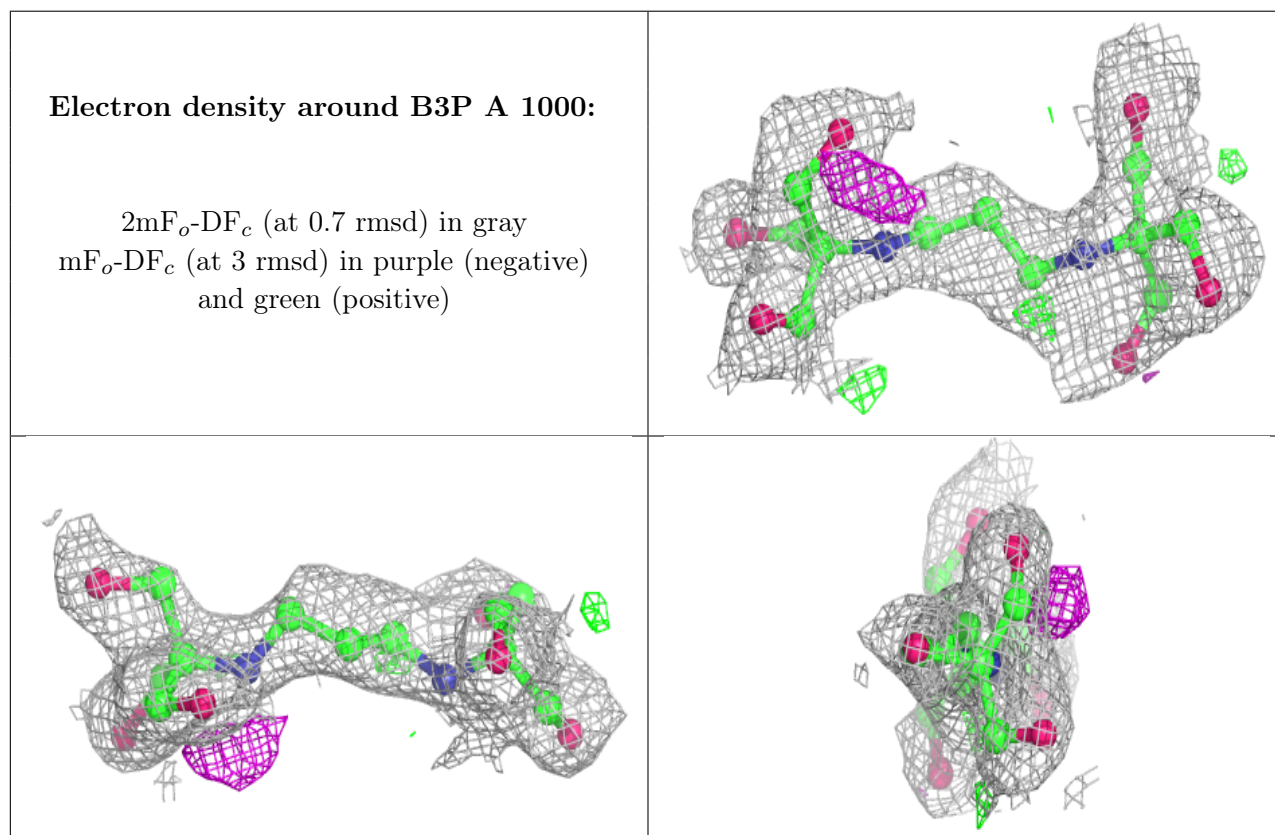 Electron density around B3P A 1000:
2mFo-DFc (at 0.7 rmsd) in gray
mFo-DFc (at 3 rmsd) in purple (negative)
and green (positive)